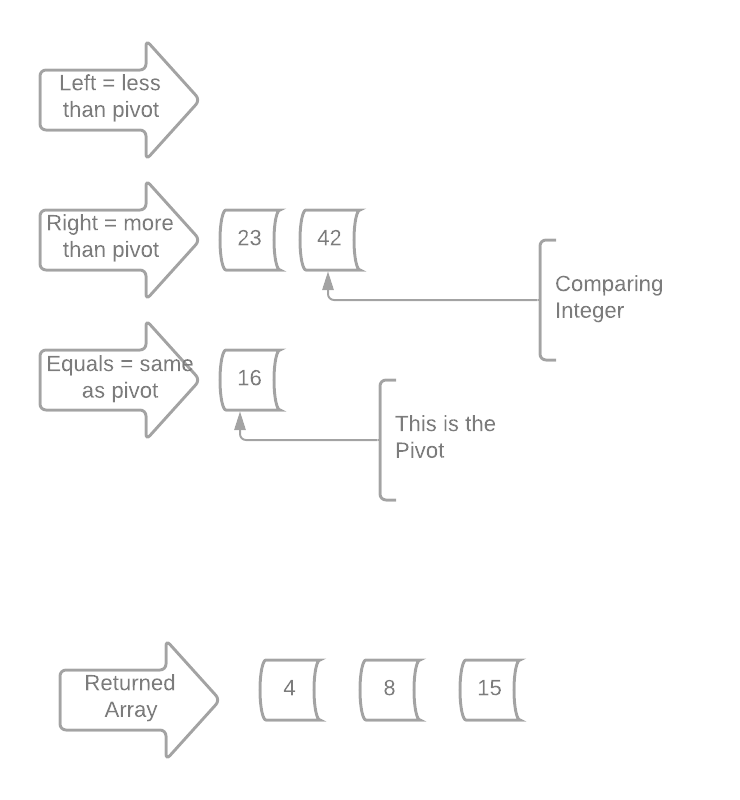 Left = less
than pivot
Right = more
than pivot
23
42
Comparing
Integer
Equals = same
as pivot
16
This is the
Pivot
Returned
Array
4
8
15